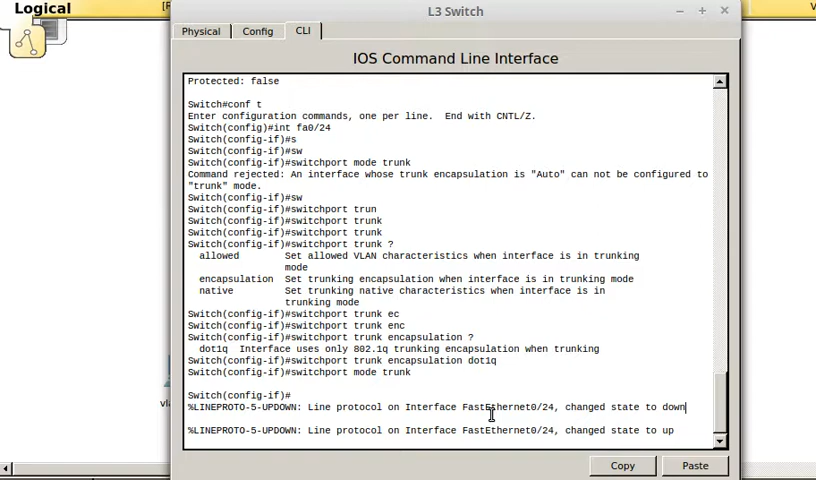 Logical
[F
L3 Switch
Physical
Config
CLI
IOS Command Line Interface
Protected: false
Switch#conf t
Enter configuration commands, one per line.  End with CNTL/Z.
Switch(config)#int fa0/24
Switch(config-if)#s
Switch(config-if)#sw
Switch(config-if)#switchport mode trunk
Command rejected: An interface whose trunk encapsulation is "Auto" can not be configured to
"trunk" mode.
Switch(config-if)#sw
Switch(config-if)#switchport trun
Switch(config-if)#switchport trunk
Switch(config-if)#switchport trunk
Switch(config-if)#switchport trunk ?
allowed        Set allowed VLAN characteristics when interface is in trunking
mode
encapsulation  Set trunking encapsulation when interface is in trunking mode
native         Set trunking native characteristics when interface is in
trunking mode
Switch(config-if)#switchport trunk ec
Switch(config-if)#switchport trunk enc
Switch(config-if)#switchport trunk encapsulation ?
dot1q  Interface uses only 802.1q trunking encapsulation when trunking
Switch(config-if)#switchport trunk encapsulation dot1q
Switch(config-if)#switchport mode trunk
Switch(config-if)#
%LINEPROTO-5-UPDOWN: Line protocol on Interface FastEthernet0/24, changed state to down
%LINEPROTO-5-UPDOWN: Line protocol on Interface FastEthernet0/24, changed state to up
Copy
Paste